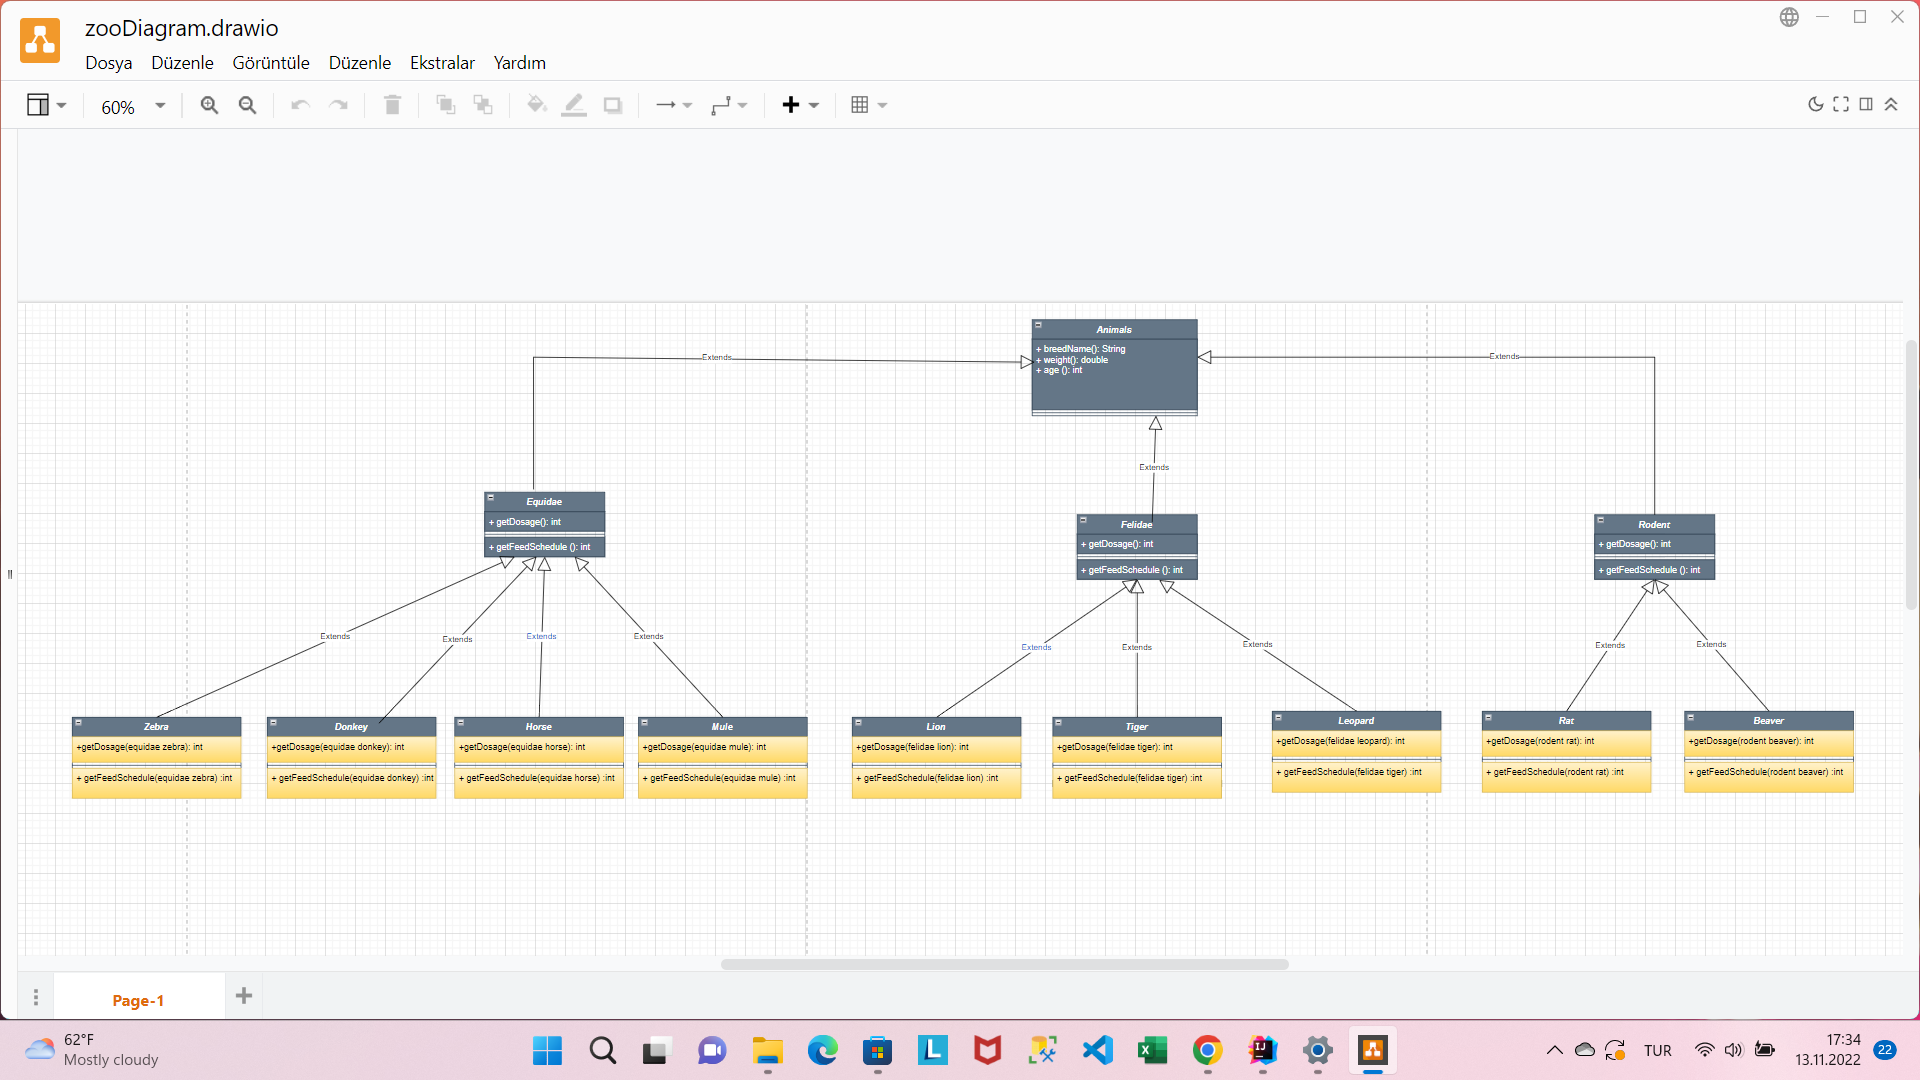 zooDiagram.drawio
Dosya Düzenle Görüntüle Düzenle Ekstralar Yardım
60%
Animals
+ breedName(): String
+ weight(): double
+ age (): int
Extends
Extends
Extends
Equidae
+ getDosage(): int
+ getFeedSchedule (): int
Felidae
+ getDosage(): int
+ getFeedSchedule (): int
Rodent
+ getDosage(): int
+ getFeedSchedule (): int
Extends
Extends
Extends
Extends
Extends
Extends
Extends
Extends
Extends
Zebra
+getDosage(equidae zebra): int
+ getFeedSchedule(equidae zebra) :int
Donkey
+getDosage(equidae donkey): int
+ getFeedSchedule(equidae donkey) :int
Horse
+getDosage(equidae horse): int
+ getFeedSchedule(equidae horse) :int
Mule
+getDosage(equidae mule): int
+ getFeedSchedule(equidae mule) :int
Lion
+getDosage(felidae lion): int
+ getFeedSchedule(felidae lion) :int
Tiger
+getDosage(felidae tiger): int
+ getFeedSchedule(felidae tiger) :int
Leopard
+getDosage(felidae leopard): int
+ getFeedSchedule(felidae tiger) :int
Rat
+getDosage(rodent rat): int
+ getFeedSchedule(rodent rat) :int
Beaver
+getDosage(rodent beaver): int
+ getFeedSchedule(rodent beaver) :int
Page-1
62°F
Mostly cloudy
L
IJ
TUR
17:34
13.11.2022
22